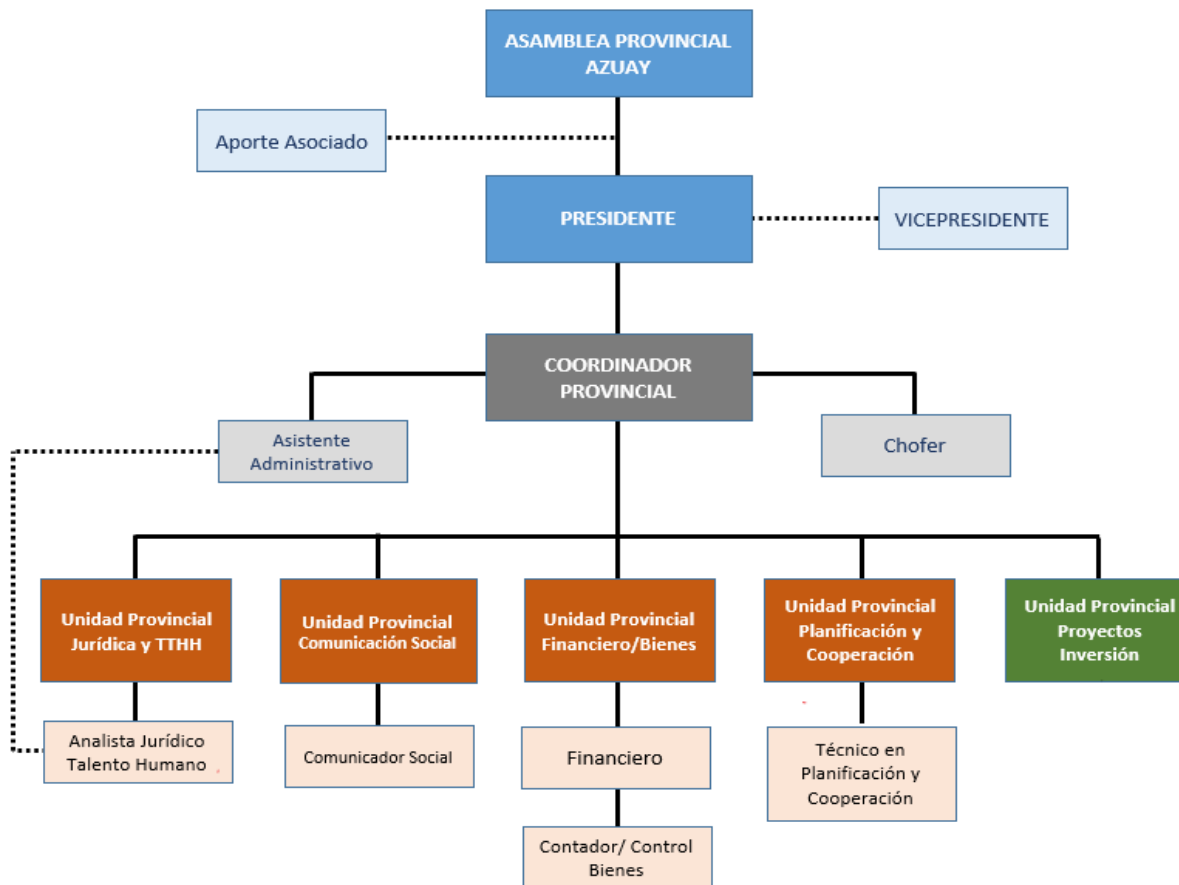 ASAMBLEA PROVINCIAL
AZUAY
Aporte Asociado
PRESIDENTE
VICEPRESIDENTE
COORDINADOR
PROVINCIAL
Asistente
Administrativo
Chofer
Unidad Provincial
Jurídica y TTHH
Unidad Provincial
Comunicación Social
Unidad Provincial
Financiero/Bienes
Unidad Provincial
Planificación y
Cooperación
Unidad Provincial
Proyectos
Inversión
Analista Jurídico
Talento Humano
Comunicador Social
Financiero
Técnico en
Planificación y
Cooperación
Contador/ Control
Bienes